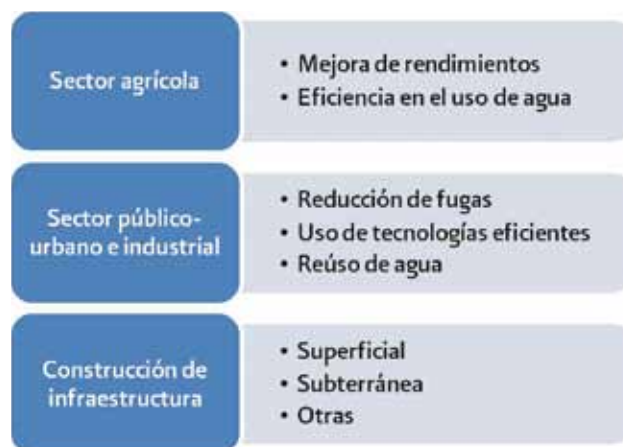 Sector agrícola
• Mejora de rendimientos
• Eficiencia en el uso de agua
Sector público-
urbano e industrial
• Reducción de fugas
• Uso de tecnologías eficientes
• Reúso de agua
Construcción de
infraestructura
• Superficial
• Subterránea
• Otras